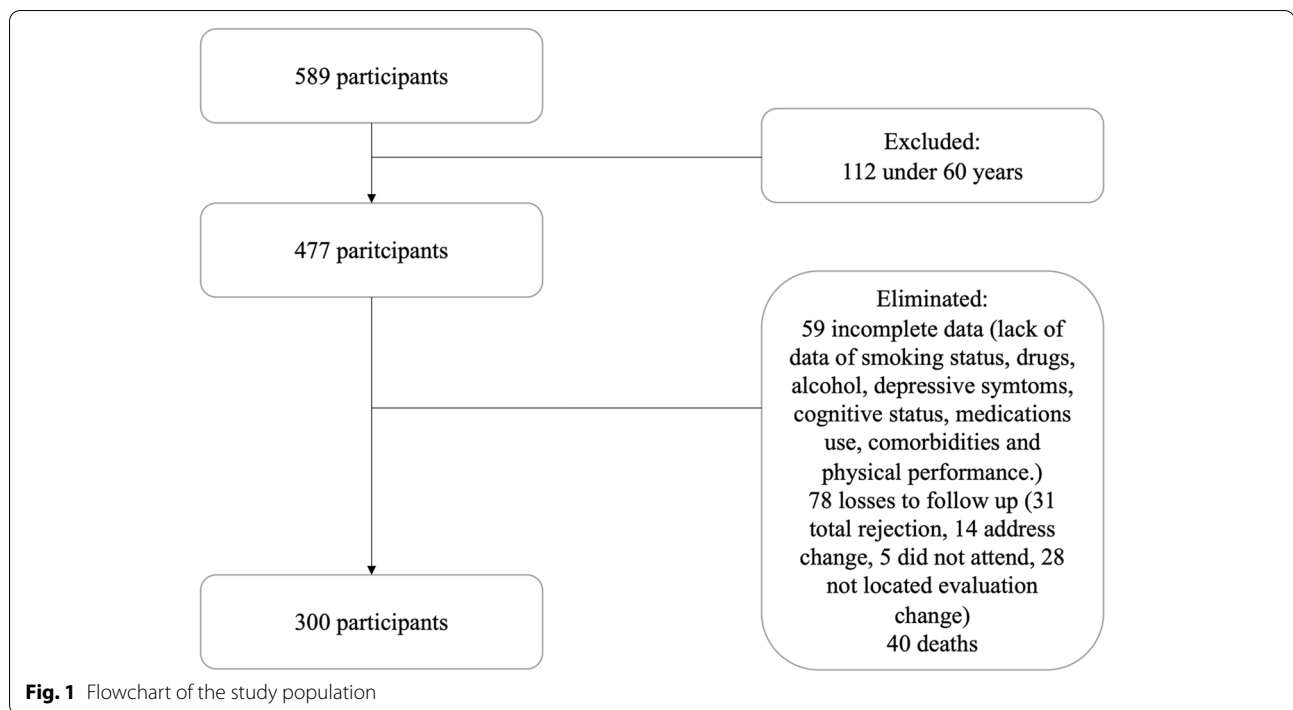 589 participants
Excluded:
112 under 60 years
477 paritcipants
Eliminated:
59 incomplete data (lack of
data of smoking status, drugs,
alcohol, depressive symtoms,
cognitive status, medications
use, comorbidities and
physical performance.)
78 losses to follow up (31
total rejection, 14 address
change, 5 did not attend, 28
not located evaluation
change)
40 deaths
300 participants
Fig. 1 Flowchart of the study population